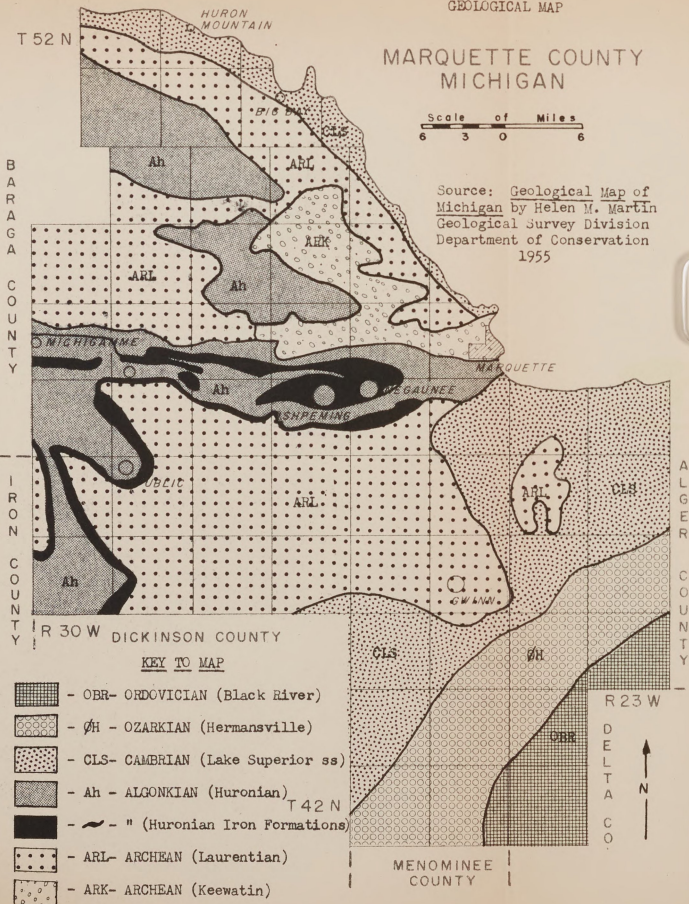 GEOLOGICAL MAP
MARQUETTE COUNTY
MICHIGAN
Scale of Miles
6 3 0 6
Source: Geological Map of
Michigan by Helen M. Martin
Geological Survey Division
Department of Conservation
1955
T 52 N
HURON
MOUNTAIN
BIG BAY
CLS
ARL
Ah
ARK
ARL
Ah
BARAGA COUNTY
MICHIGAMME
MARQUETTE
NEGAUNEE
Ah
ISHPEMING
UBLIC
ARL
ARL
CLS
ALGER COUNTY
IRON COUNTY
Ah
GWINN
R 30 W
DICKINSON COUNTY
CLS
ØH
R 23 W
OBR
DELTA CO.
N
T 42 N
MENOMINEE
COUNTY
KEY TO MAP
- OBR- ORDOVICIAN (Black River)
- ØH - OZARKIAN (Hermansville)
- CLS- CAMBRIAN (Lake Superior ss)
- Ah - ALGONKIAN (Huronian)
- " (Huronian Iron Formations)
- ARL- ARCHEAN (Laurentian)
- ARK- ARCHEAN (Keewatin)